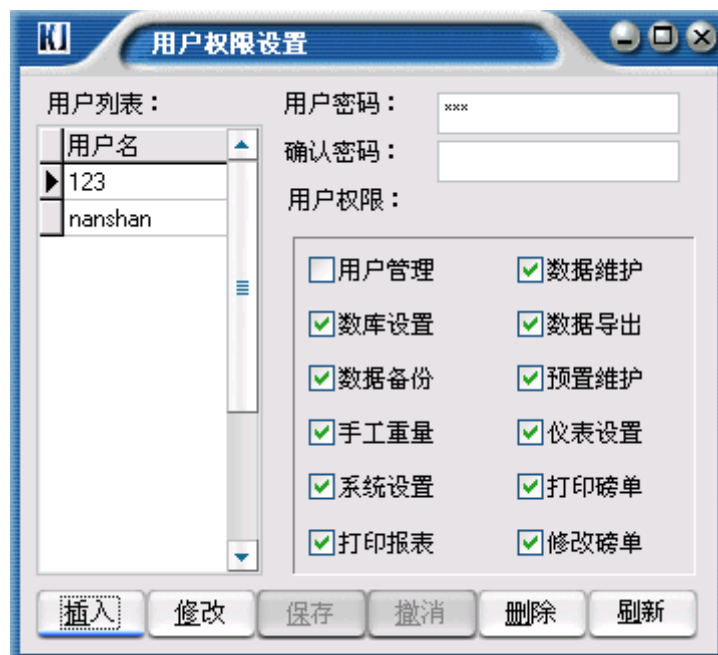 KJ 用户权限设置
用户列表： 用户密码： ***
用户名 确认密码：
123 用户权限：
nanshan
用户管理 数据維护
数库设置 数据导出
数据备份 预置維护
手工重量 仪表设置
系统设置 打印磅单
打印报表 修改磅单
插入 修改 保存 撤消 删除 刷新